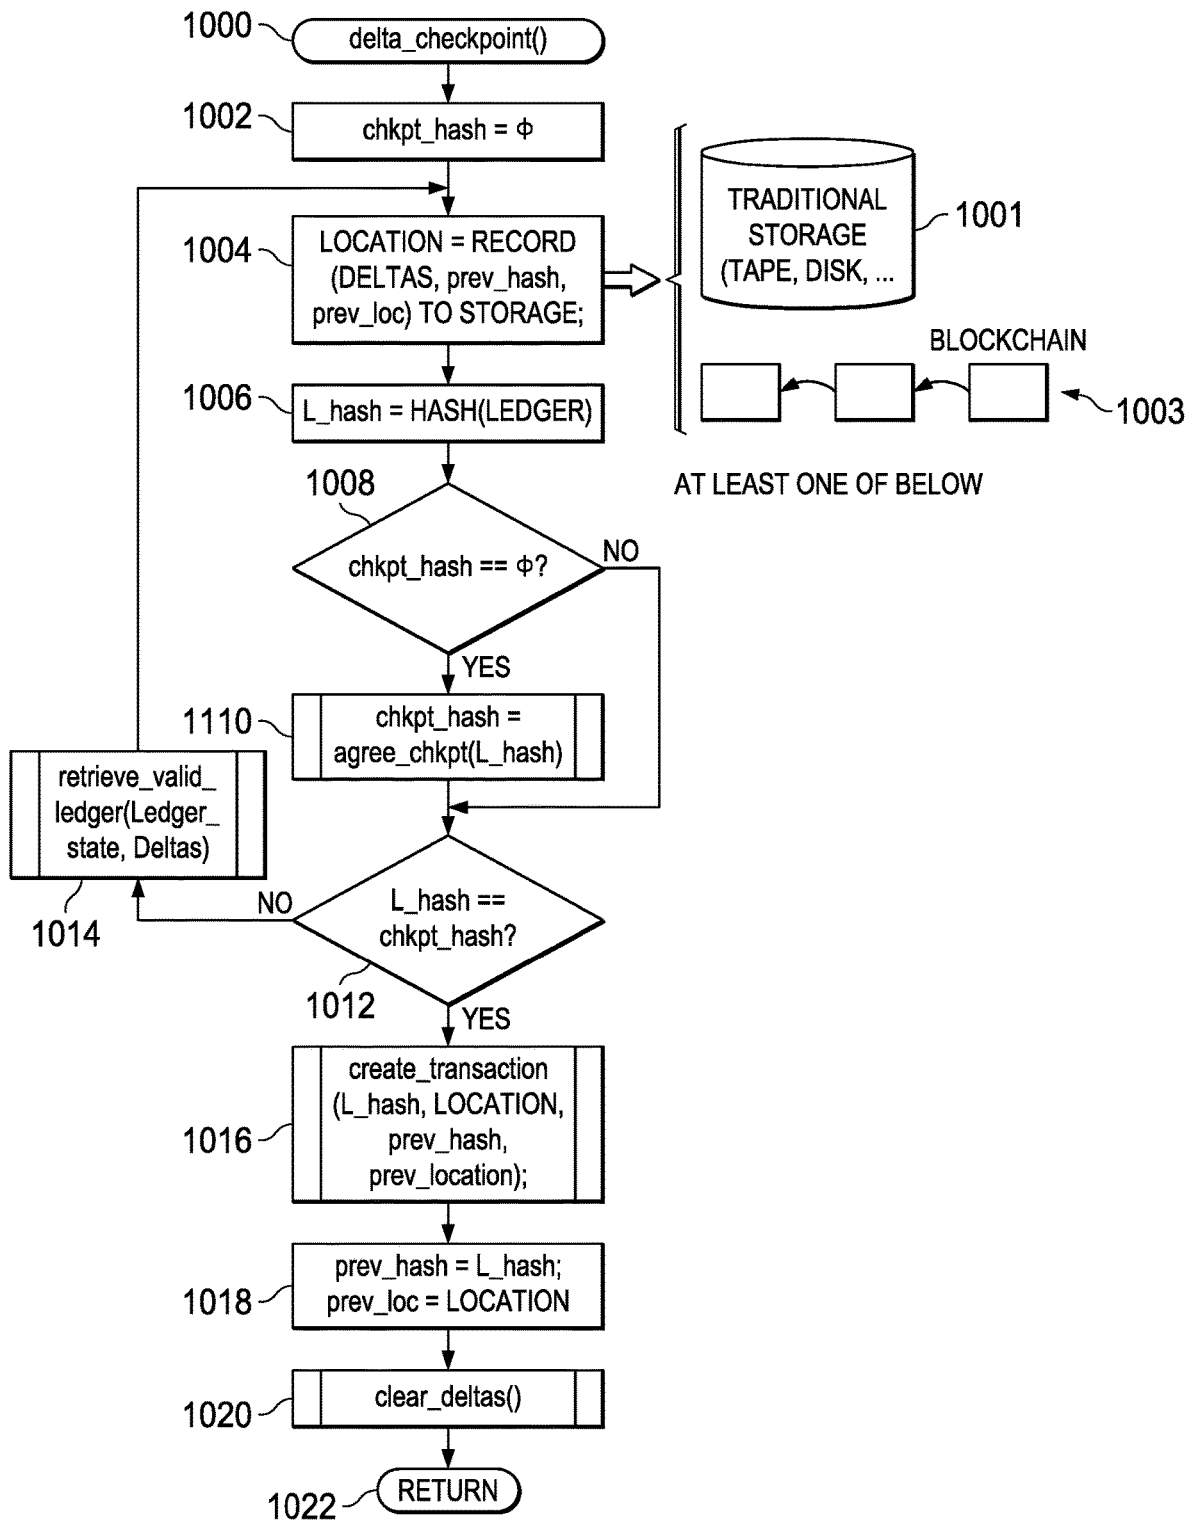 1000
delta_checkpoint()
1002
chkpt_hash = Φ
1004
LOCATION = RECORD
(DELTAS, prev_hash,
prev_loc) TO STORAGE;
TRADITIONAL
STORAGE
(TAPE, DISK, ...
1001
BLOCKCHAIN
1003
AT LEAST ONE OF BELOW
1006
L_hash = HASH(LEDGER)
1008
chkpt_hash == Φ?
NO
YES
1110
chkpt_hash =
agree_chkpt(L_hash)
retrieve_valid_
ledger(Ledger_
state, Deltas)
1014
NO
L_hash ==
chkpt_hash?
1012
YES
1016
create_transaction
(L_hash, LOCATION,
prev_hash,
prev_location);
1018
prev_hash = L_hash;
prev_loc = LOCATION
1020
clear_deltas()
1022
RETURN